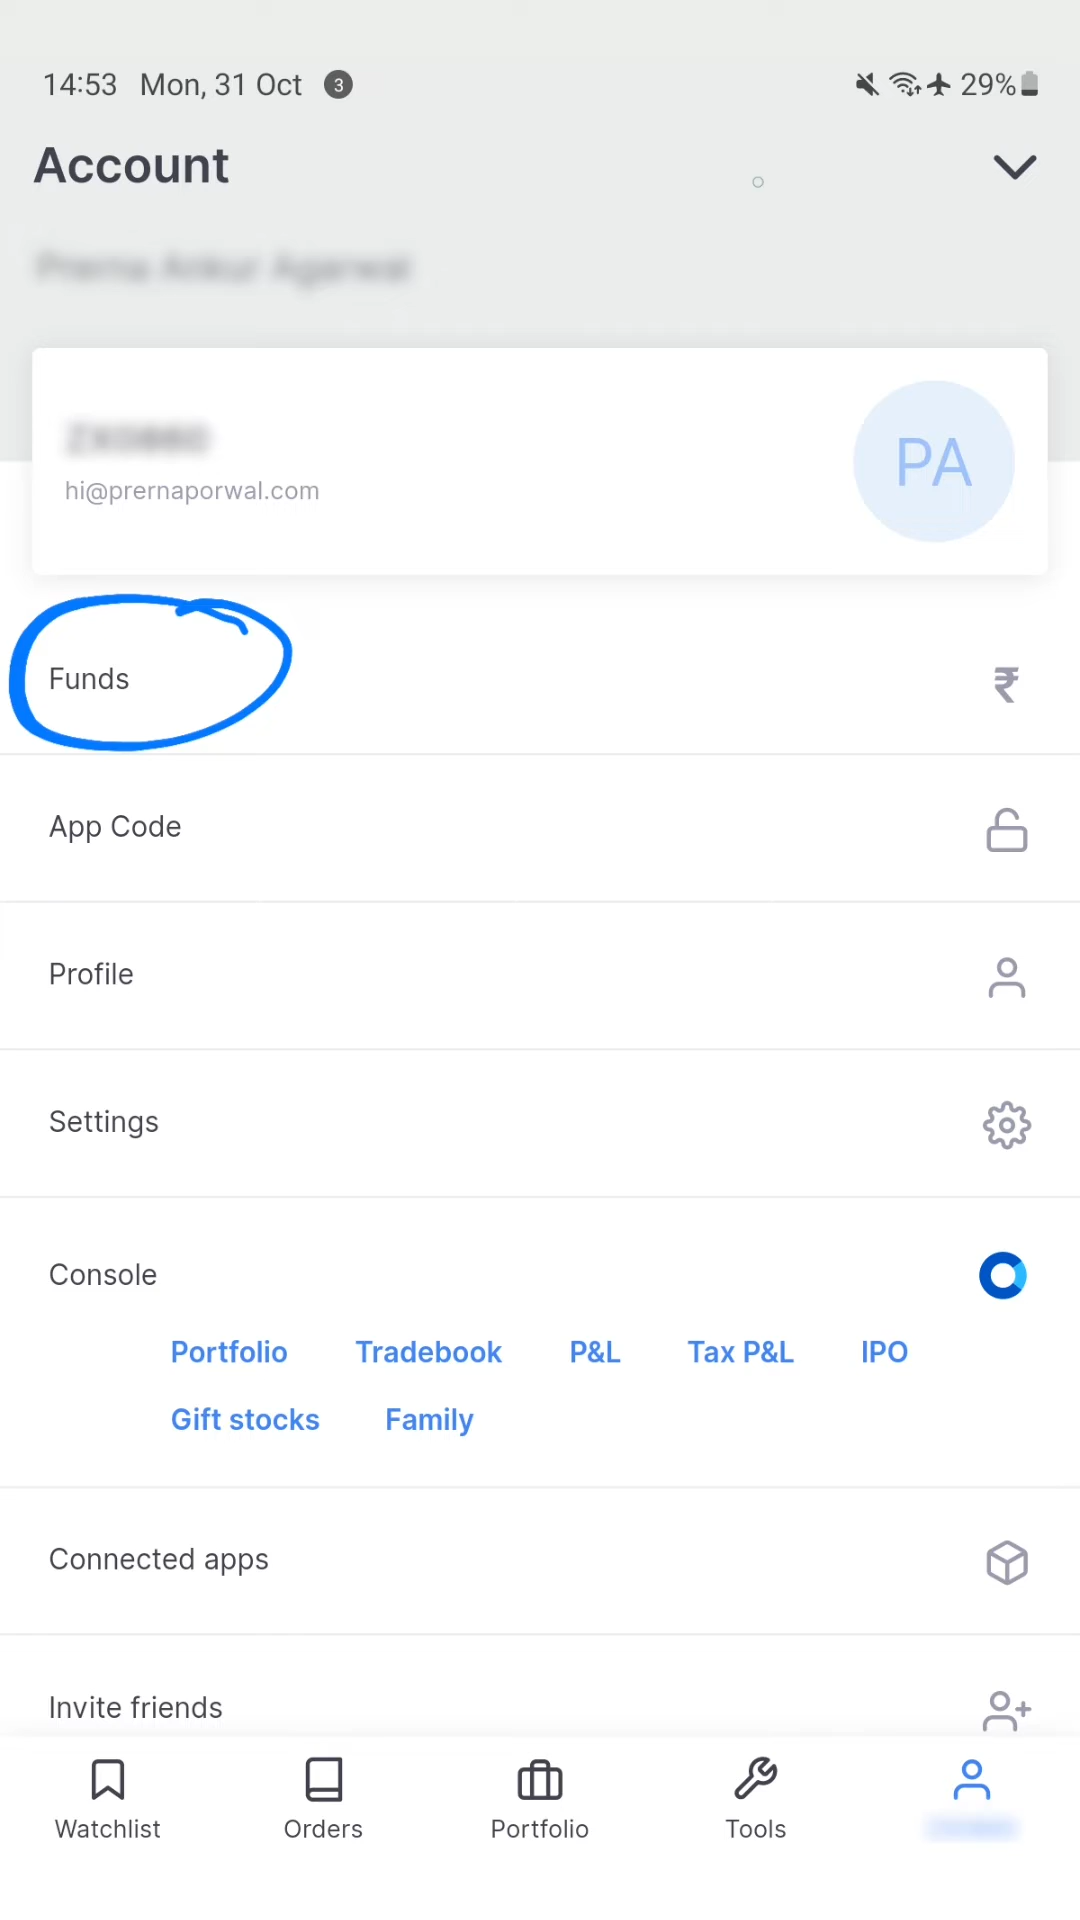 14:53 Mon, 31 Oct 3 29%
Account
hi@prernaporwal.com
PA
Funds
App Code
Profile
Settings
Console
Portfolio Tradebook P&L Tax P&L IPO
Gift stocks Family
Connected apps
Invite friends
Watchlist Orders Portfolio Tools